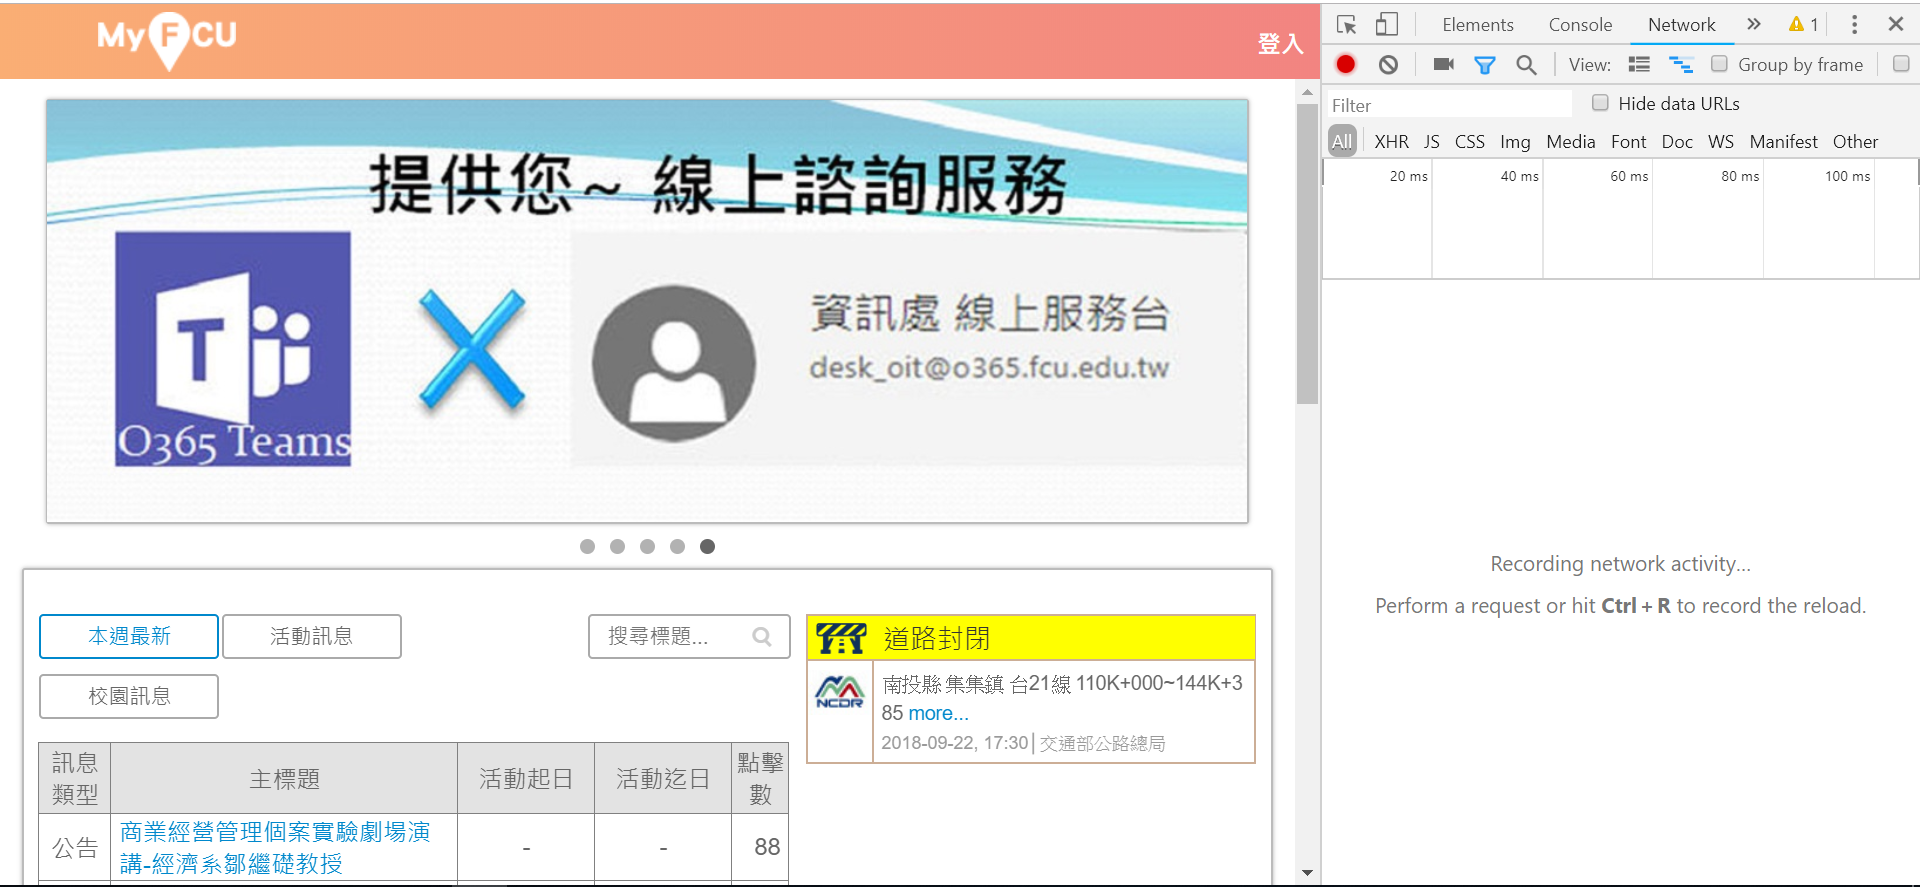 MyFCU
登入
提供您~ 線上諮詢服務
O365 Teams
資訊處 線上服務台
desk_oit@o365.fcu.edu.tw
本週最新
活動訊息
搜尋標題...
校園訊息
訊息類型
主標題
活動起日
活動迄日
點擊數
公告
商業經營管理個案實驗劇場演
講-經濟系鄒繼礎教授
-
-
88
道路封閉
NCDR
南投縣 集集鎮 台21線 110K+000~144K+3
85 more...
2018-09-22, 17:30│交通部公路總局
Elements
Console
Network
1
View:
Group by frame
Filter
Hide data URLs
All XHR JS CSS Img Media Font Doc WS Manifest Other
20 ms
40 ms
60 ms
80 ms
100 ms
Recording network activity...
Perform a request or hit Ctrl + R to record the reload.